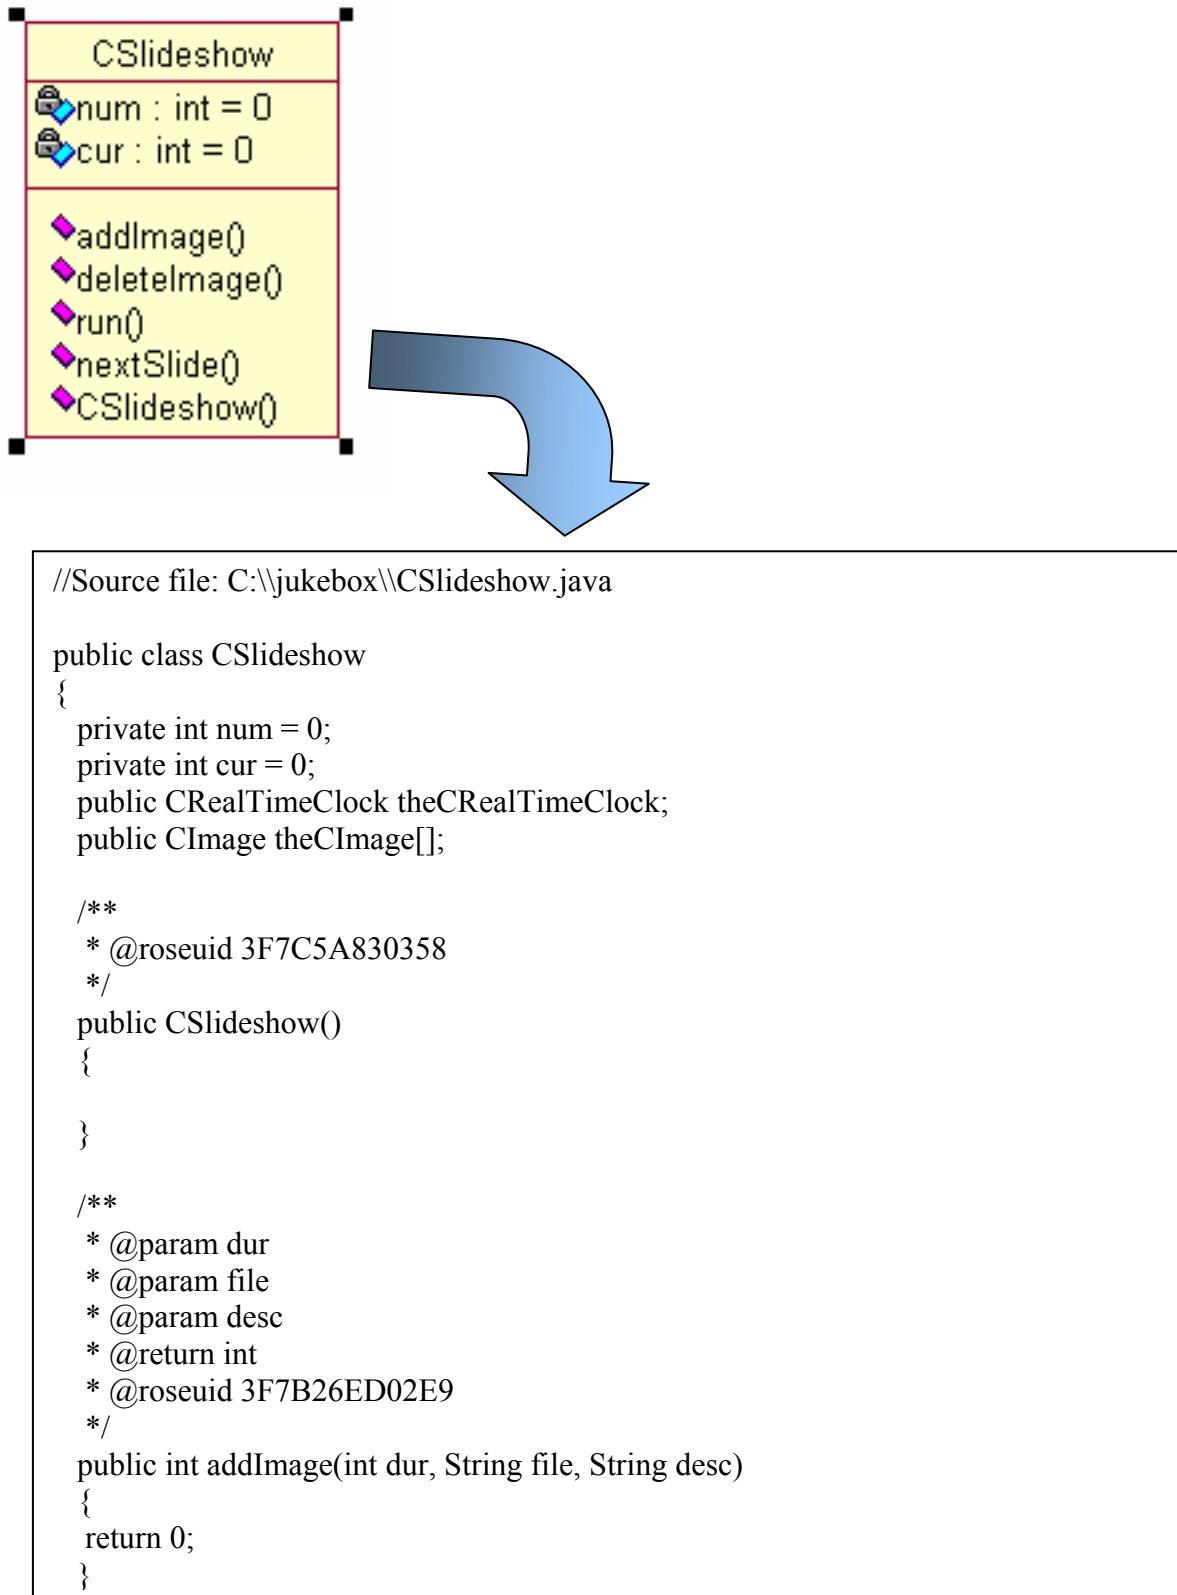 CSlideshow
num : int = 0
cur : int = 0
addImage()
deleteImage()
run()
nextSlide()
CSlideshow()
//Source file: C:\\jukebox\\CSlideshow.java
public class CSlideshow
{
private int num = 0;
private int cur = 0;
public CRealTimeClock theCRealTimeClock;
public CImage theCImage[];
/**
* @roseuid 3F7C5A830358
*/
public CSlideshow()
{
}
/**
* @param dur
* @param file
* @param desc
* @return int
* @roseuid 3F7B26ED02E9
*/
public int addImage(int dur, String file, String desc)
{
return 0;
}